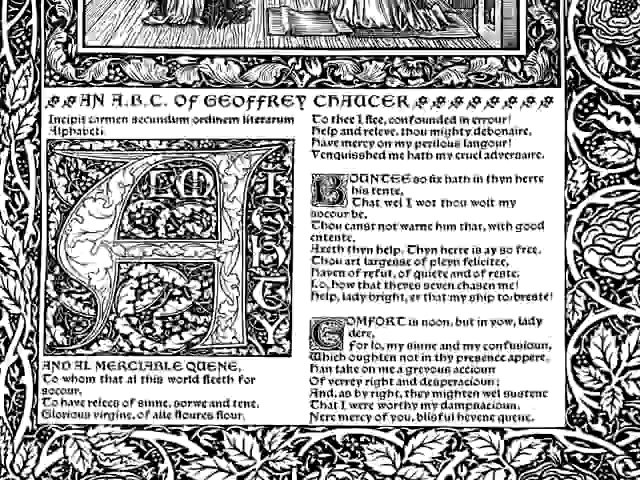 AN A.B.C. OF GEOFFREY CHAUCER
Incipit carmen secundum ordinem literarum
Alphabeti.
ALMIGHTY
AND AL MERCIABLE QUENE,
To whom that al this world fleeth for
socour,
To have relees of sinne, sorwe and tene,
Glorious virgine, of alle floures flour,
To thee I flee, confounded in errour!
Help and releve, thou mighty debonaire,
Have mercy on my perilous langour!
Venquisshed me hath my cruel adversaire.
BOUNTEE so fix hath in thyn herte
his tente,
That wel I wot thou wolt my
socour be,
Thou canst not warne him that, with good
entente,
Axeth thyn help. Thyn herte is ay so free,
Thou art largesse of pleyn felicitee,
Haven of refut, of quiete and of reste.
Lo, how that theves seven chasen me!
Help, lady bright, er that my ship to-breste!
COMFORT is noon, but in yow, lady
dere,
For lo, my sinne and my confusioun,
Which oughten not in thy presence appere,
Han take on me a grevous accioun
Of verrey right and desperacioun;
And, as by right, they mighten wel sustene
That I were worthy my dampnacioun,
Nere mercy of you, blisful hevene quene.